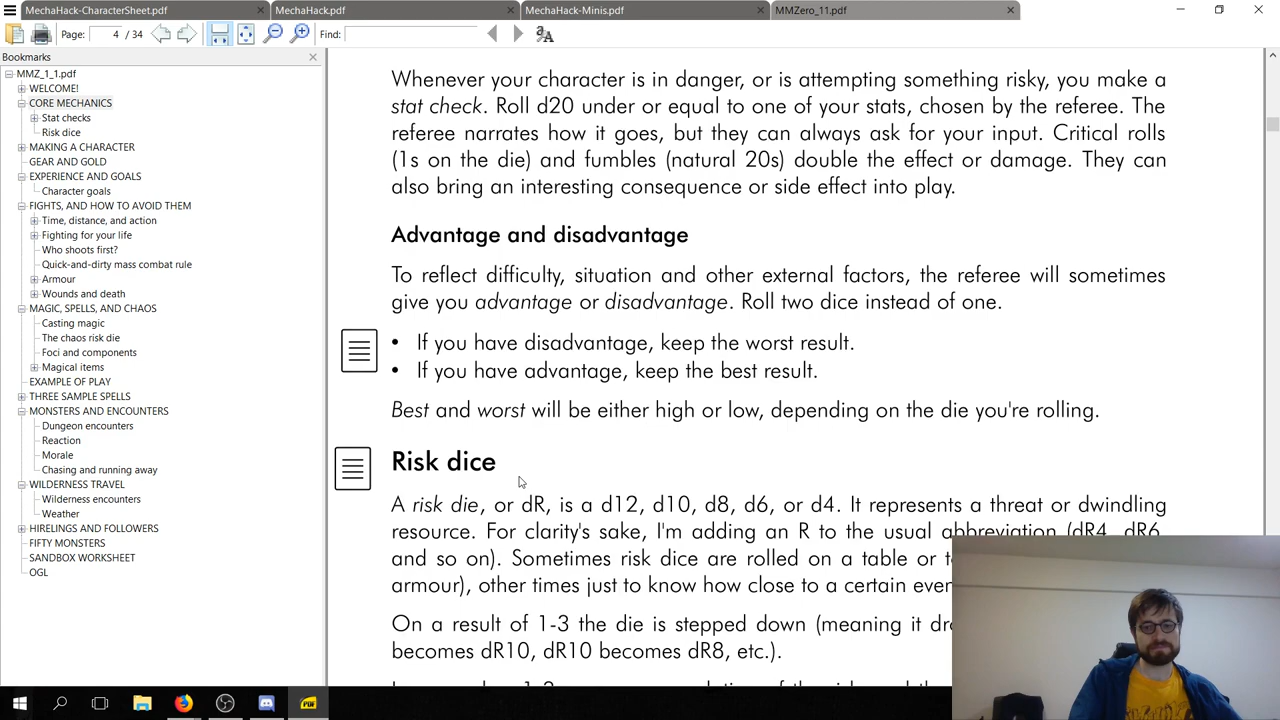 MechaHack-CharacterSheet.pdf
MechaHack.pdf
MechaHack-Minis.pdf
MMZero_11.pdf
Page:
4 / 34
Find:
Bookmarks
MMZ_1_1.pdf
WELCOME!
CORE MECHANICS
Stat checks
Risk dice
MAKING A CHARACTER
GEAR AND GOLD
EXPERIENCE AND GOALS
Character goals
FIGHTS, AND HOW TO AVOID THEM
Time, distance, and action
Fighting for your life
Who shoots first?
Quick-and-dirty mass combat rule
Armour
Wounds and death
MAGIC, SPELLS, AND CHAOS
Casting magic
The chaos risk die
Foci and components
Magical items
EXAMPLE OF PLAY
THREE SAMPLE SPELLS
MONSTERS AND ENCOUNTERS
Dungeon encounters
Reaction
Morale
Chasing and running away
WILDERNESS TRAVEL
Wilderness encounters
Weather
HIRELINGS AND FOLLOWERS
FIFTY MONSTERS
SANDBOX WORKSHEET
OGL
Whenever your character is in danger, or is attempting something risky, you make a
stat check. Roll d20 under or equal to one of your stats, chosen by the referee. The
referee narrates how it goes, but they can always ask for your input. Critical rolls
(1s on the die) and fumbles (natural 20s) double the effect or damage. They can
also bring an interesting consequence or side effect into play.
Advantage and disadvantage
To reflect difficulty, situation and other external factors, the referee will sometimes
give you advantage or disadvantage. Roll two dice instead of one.
• If you have disadvantage, keep the worst result.
• If you have advantage, keep the best result.
Best and worst will be either high or low, depending on the die you're rolling.
Risk dice
A risk die, or dR, is a d12, d10, d8, d6, or d4. It represents a threat or dwindling
resource. For clarity's sake, I'm adding an R to the usual abbreviation (dR4, dR6,
and so on). Sometimes risk dice are rolled on a table or
armour), other times just to know how close to a certain
On a result of 1-3 the die is stepped down (meaning it
becomes dR10, dR10 becomes dR8, etc.).